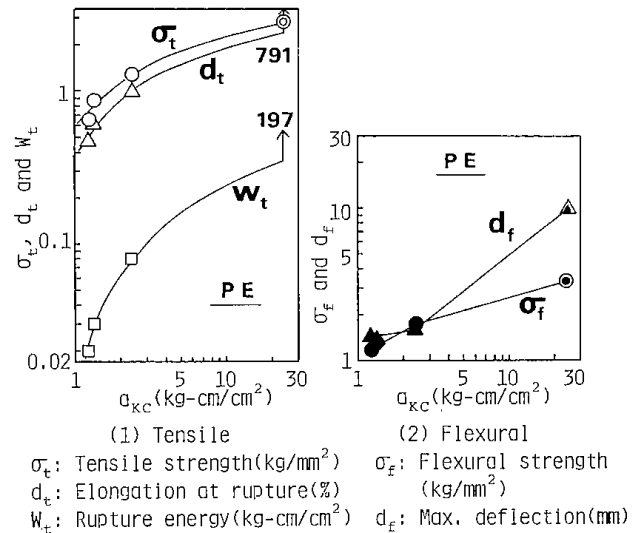 σt
dt
791
197
Wt
PE
σt, dt and Wt
1
0.1
0.02
1
5
10
30
aKC(kg-cm/cm²)
(1) Tensile
30
PE
10
df
σf
5
1
σf and df
1
5
10
30
aKC(kg-cm/cm²)
(2) Flexural
σt: Tensile strength(kg/mm²)
dt: Elongation at rupture(%)
Wt: Rupture energy(kg-cm/cm²)
σf: Flexural strength
(kg/mm²)
df: Max. deflection(mm)